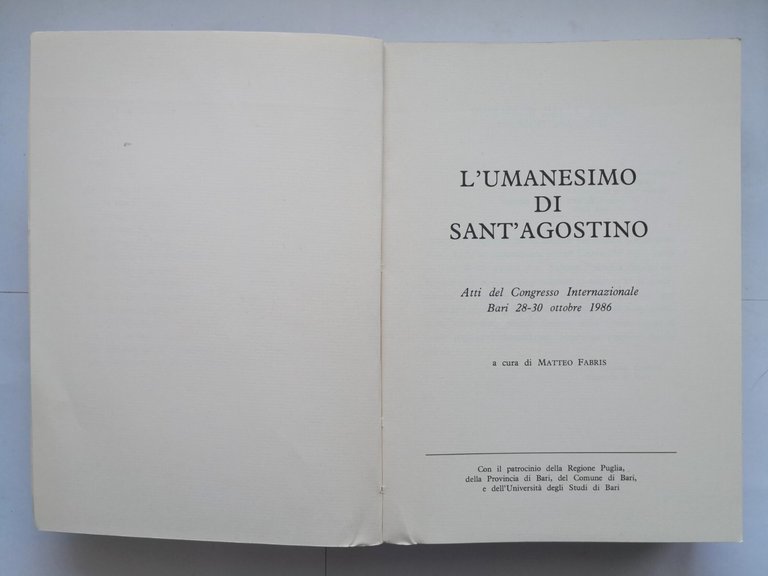 L'UMANESIMO
DI
SANT'AGOSTINO
Atti del Congresso Internazionale
Bari 28-30 ottobre 1986
a cura di MATTEO FABRIS
Con il patrocinio della Regione Puglia,
della Provincia di Bari, del Comune di Bari,
e dell'Università degli Studi di Bari